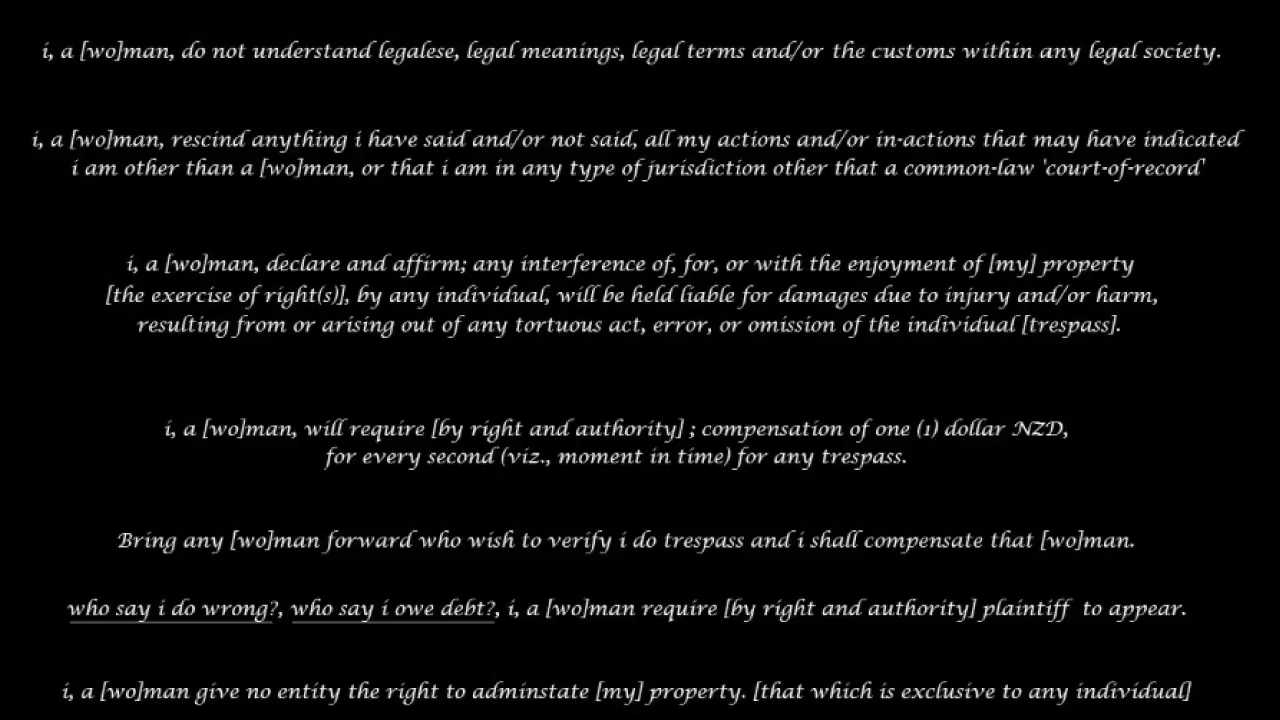 i, a [wo]man, do not understand legalese, legal meanings, legal terms and/or the customs within any legal society.
i, a [wo]man, rescind anything i have said and/or not said, all my actions and/or in-actions that may have indicated
i am other than a [wo]man, or that i am in any type of jurisdiction other that a common-law 'court-of-record'
i, a [wo]man, declare and affirm; any interference of, for, or with the enjoyment of [my] property
[the exercise of right(s)], by any individual, will be held liable for damages due to injury and/or harm,
resulting from or arising out of any tortuous act, error, or omission of the individual [trespass].
i, a [wo]man, will require [by right and authority] ; compensation of one (1) dollar NZD,
for every second (viz., moment in time) for any trespass.
Bring any [wo]man forward who wish to verify i do trespass and i shall compensate that [wo]man.
who say i do wrong?, who say i owe debt?, i, a [wo]man require [by right and authority] plaintiff to appear.
i, a [wo]man give no entity the right to adminstate [my] property. [that which is exclusive to any individual]